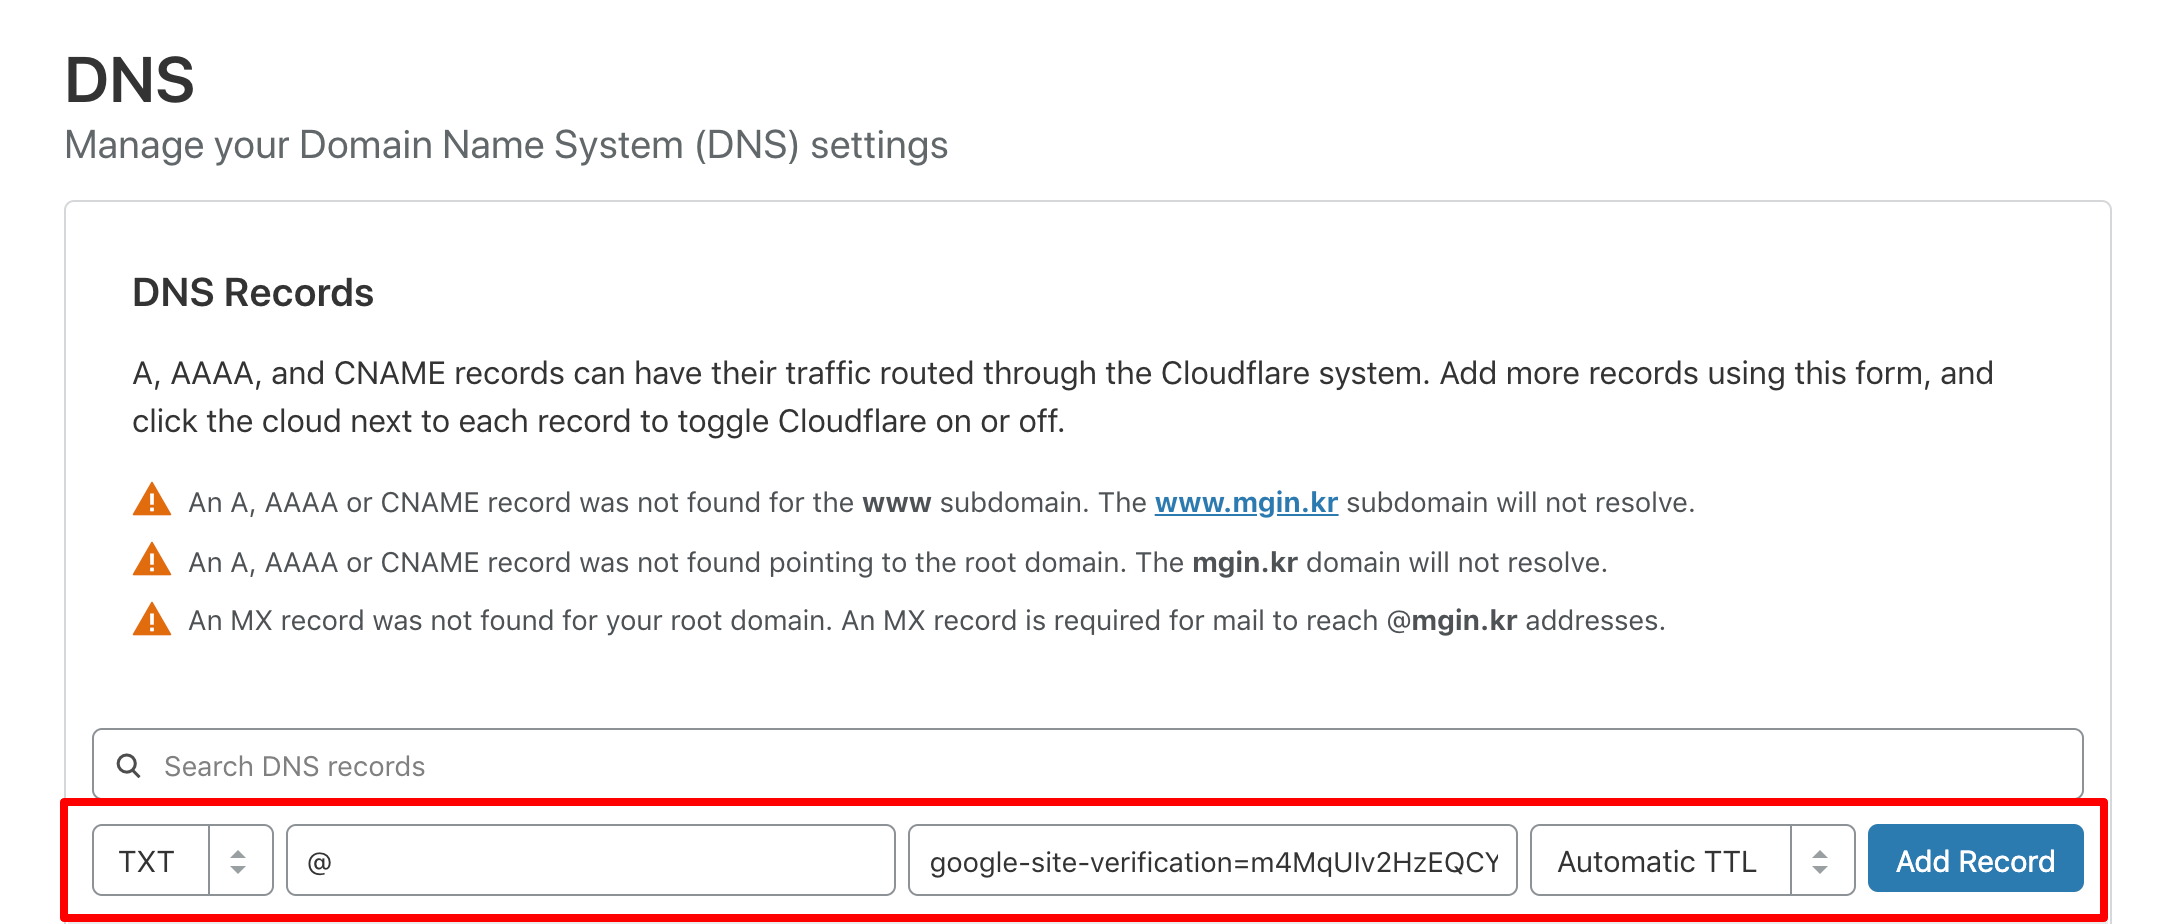 DNS
Manage your Domain Name System (DNS) settings
DNS Records
A, AAAA, and CNAME records can have their traffic routed through the Cloudflare system. Add more records using this form, and
click the cloud next to each record to toggle Cloudflare on or off.
An A, AAAA or CNAME record was not found for the www subdomain. The www.mgin.kr subdomain will not resolve.
An A, AAAA or CNAME record was not found pointing to the root domain. The mgin.kr domain will not resolve.
An MX record was not found for your root domain. An MX record is required for mail to reach @mgin.kr addresses.
Search DNS records
TXT @ google-site-verification=m4MqUIv2HzEQCY Automatic TTL Add Record